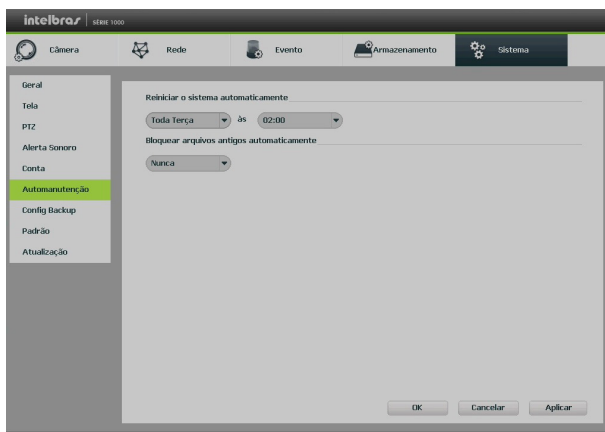 intelbras SÉRIE 1000
Câmera Rede Evento Armazenamento Sistema
Geral
Tela
PTZ
Alerta Sonoro
Conta
Automanutenção
Config Backup
Padrão
Atualização
Reiniciar o sistema automaticamente
Toda Terça às 02:00
Bloquear arquivos antigos automaticamente
Nunca
OK Cancelar Aplicar